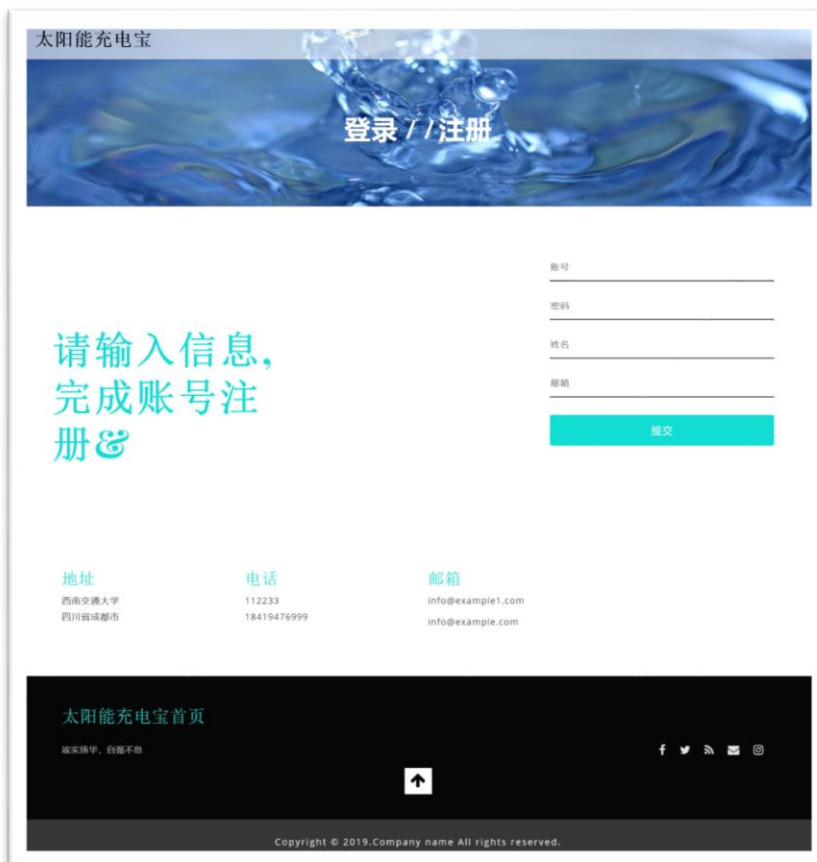 太阳能充电宝
登录 / /注册
账号
密码
姓名
邮箱
提交
请输入信息,
完成账号注
册&
地址
西南交通大学
四川省成都市
电话
112233
18419476999
邮箱
info@example1.com
info@example.com
太阳能充电宝首页
竢实扬华，自强不息
Copyright © 2019.Company name All rights reserved.